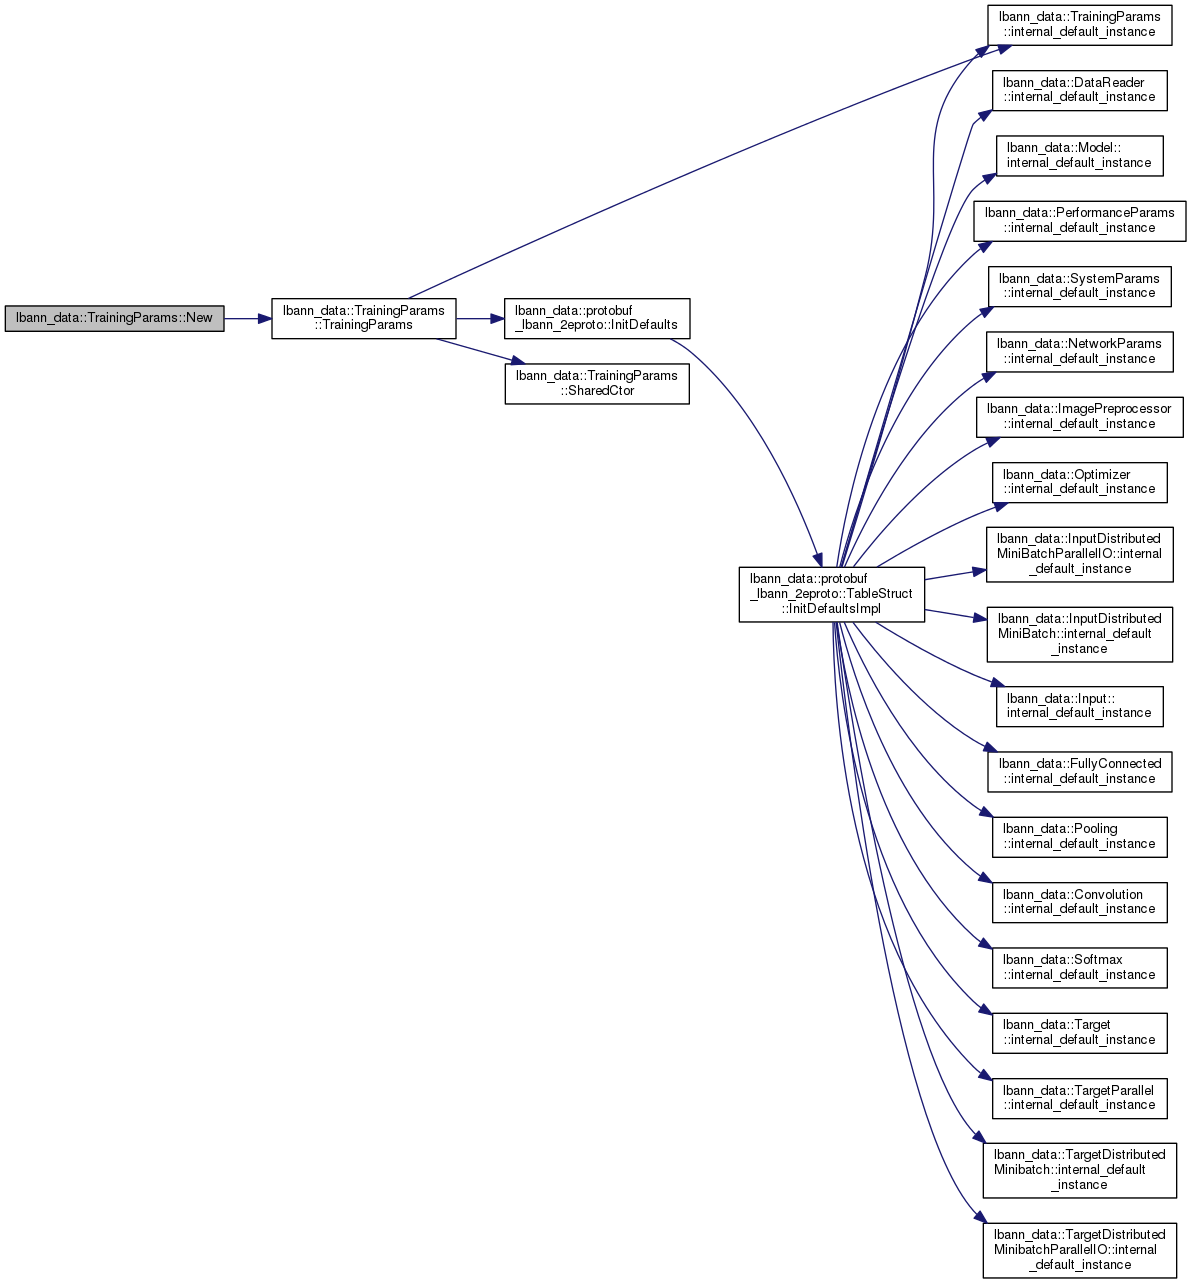 lbann_data::TrainingParams::New
lbann_data::TrainingParams
::TrainingParams
lbann_data::protobuf
_lbann_2eproto::InitDefaults
lbann_data::TrainingParams
::SharedCtor
lbann_data::protobuf
_lbann_2eproto::TableStruct
::InitDefaultsImpl
lbann_data::TrainingParams
::internal_default_instance
lbann_data::DataReader
::internal_default_instance
lbann_data::Model::
internal_default_instance
lbann_data::PerformanceParams
::internal_default_instance
lbann_data::SystemParams
::internal_default_instance
lbann_data::NetworkParams
::internal_default_instance
lbann_data::ImagePreprocessor
::internal_default_instance
lbann_data::Optimizer
::internal_default_instance
lbann_data::InputDistributed
MiniBatchParallelIO::internal
_default_instance
lbann_data::InputDistributed
MiniBatch::internal_default
_instance
lbann_data::Input::
internal_default_instance
lbann_data::FullyConnected
::internal_default_instance
lbann_data::Pooling
::internal_default_instance
lbann_data::Convolution
::internal_default_instance
lbann_data::Softmax
::internal_default_instance
lbann_data::Target
::internal_default_instance
lbann_data::TargetParallel
::internal_default_instance
lbann_data::TargetDistributed
Minibatch::internal_default
_instance
lbann_data::TargetDistributed
MinibatchParallelIO::internal
_default_instance